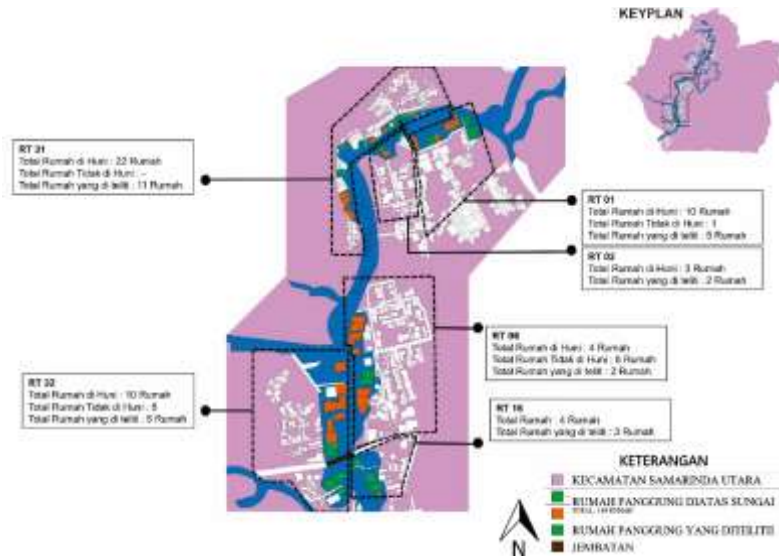 KEYPLAN
RT 31
Total Rumah di Huni : 22 Rumah
Total Rumah Tidak di Huni : -
Total Rumah yang di teliti : 11 Rumah
RT 01
Total Rumah di Huni : 10 Rumah
Total Rumah Tidak di Huni : 1
Total Rumah yang di teliti : 5 Rumah
RT 02
Total Rumah di Huni : 3 Rumah
Total Rumah yang di teliti : 2 Rumah
RT 06
Total Rumah di Huni : 4 Rumah
Total Rumah Tidak di Huni : 6 Rumah
Total Rumah yang di teliti : 2 Rumah
RT 32
Total Rumah di Huni : 10 Rumah
Total Rumah Tidak di Huni : 5
Total Rumah yang di teliti : 5 Rumah
RT 16
Total Rumah : 4 Rumah
Total Rumah yang di teliti : 3 Rumah
KETERANGAN
KECAMATAN SAMARINDA UTARA
RUMAH PANGGUNG DIATAS SUNGAI
RUMAH PANGGUNG YANG DITELITII
JEMBATAN
N